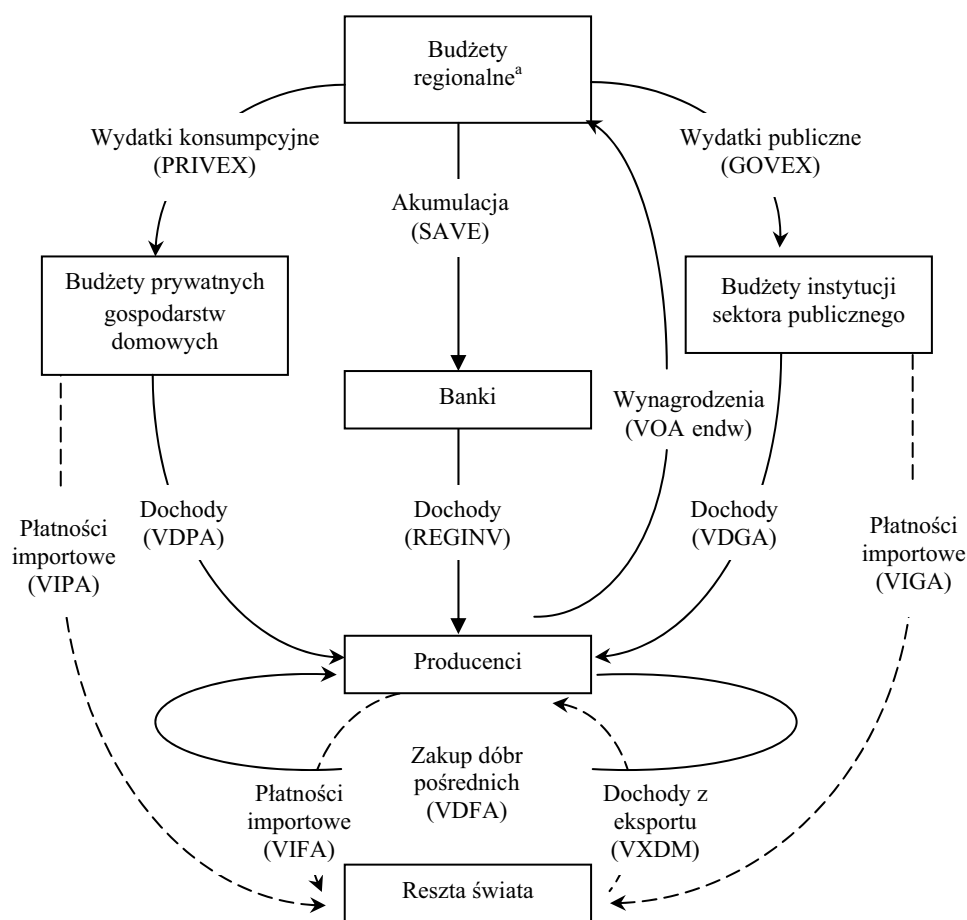 Budżety
regionalneᵃ
Wydatki konsumpcyjne
(PRIVEX)
Wydatki publiczne
(GOVEX)
Akumulacja
(SAVE)
Budżety prywatnych
gospodarstw
domowych
Budżety instytucji
sektora publicznego
Banki
Wynagrodzenia
(VOA endw)
Płatności
importowe
(VIPA)
Dochody
(VDPA)
Dochody
(REGINV)
Dochody
(VDGA)
Płatności
importowe
(VIGA)
Producenci
Zakup dóbr
pośrednich
(VDFA)
Płatności
importowe
(VIFA)
Dochody z
eksportu
(VXDM)
Reszta świata